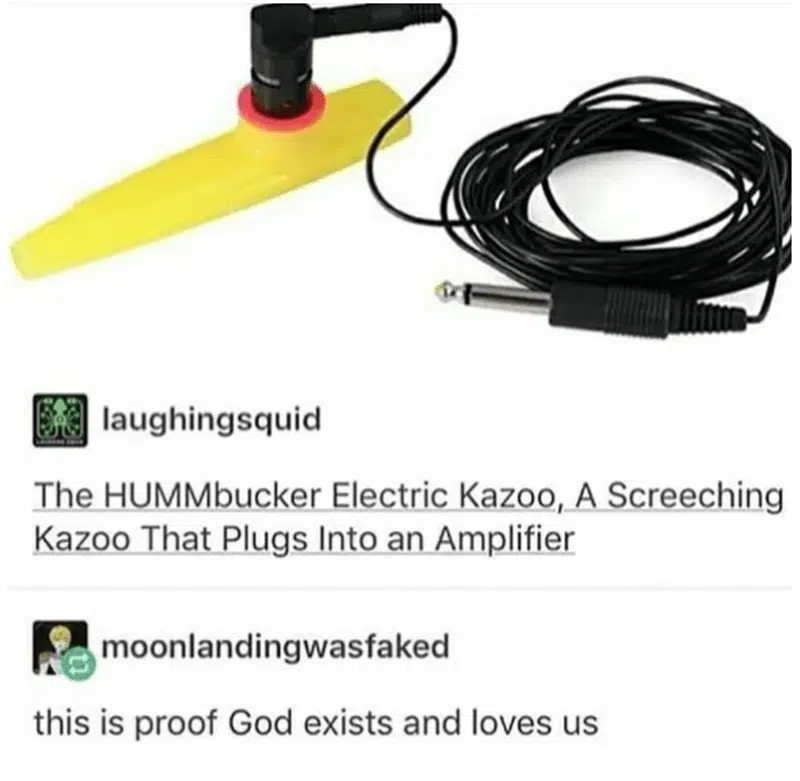 laughingsquid
The HUMMbucker Electric Kazoo, A Screeching
Kazoo That Plugs Into an Amplifier
moonlandingwasfaked
this is proof God exists and loves us